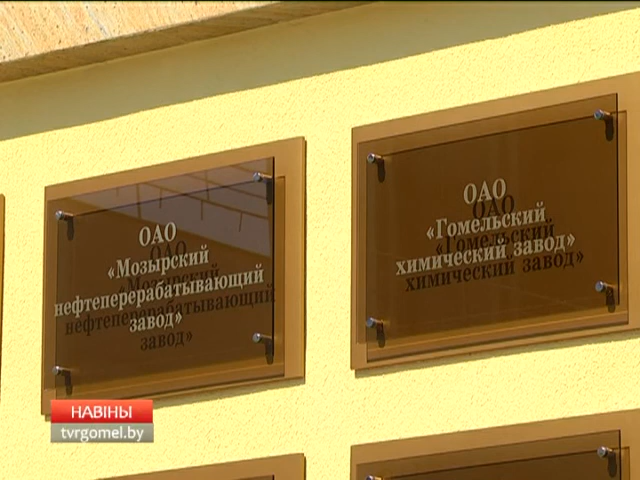 ОАО
«Мозырский
нефтеперерабатывающий
завод»
ОАО
«Гомельский
химический завод»
НАВІНЫ
tvrgomel.by